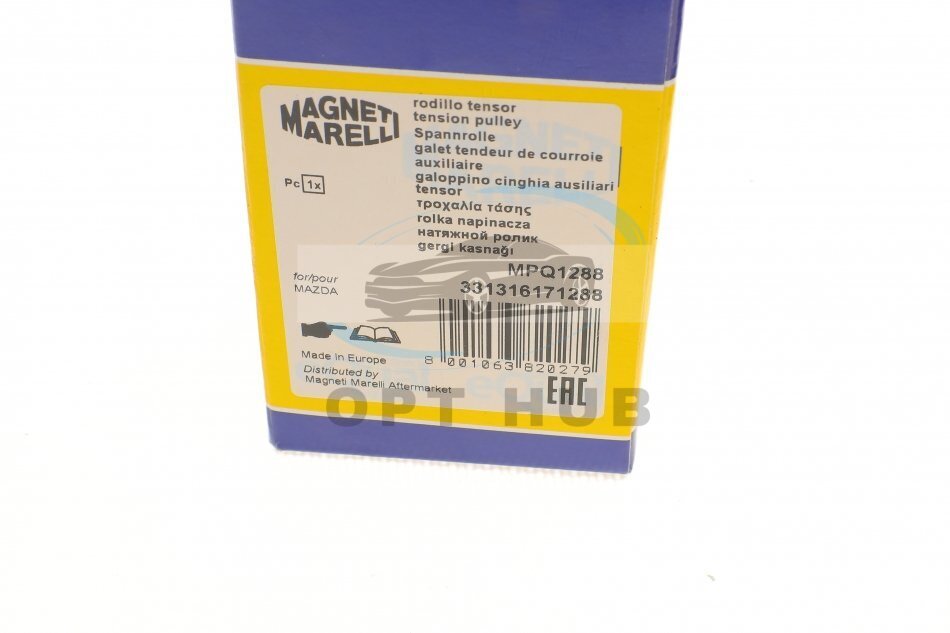 MAGNETI
MARELLI
rodillo tensor
tension pulley
Spannrolle
galet tendeur de courroie
auxiliaire
galoppino cinghia ausiliari
tensor
τροχαλία τάσης
rolka napinacza
натяжной ролик
gergi kasnağı
Pc 1x
MPQ1288
331316171288
for/pour
MAZDA
8 001063 820279
Made in Europe
Distributed by
Magneti Marelli Aftermarket
EAC
OPT HUB